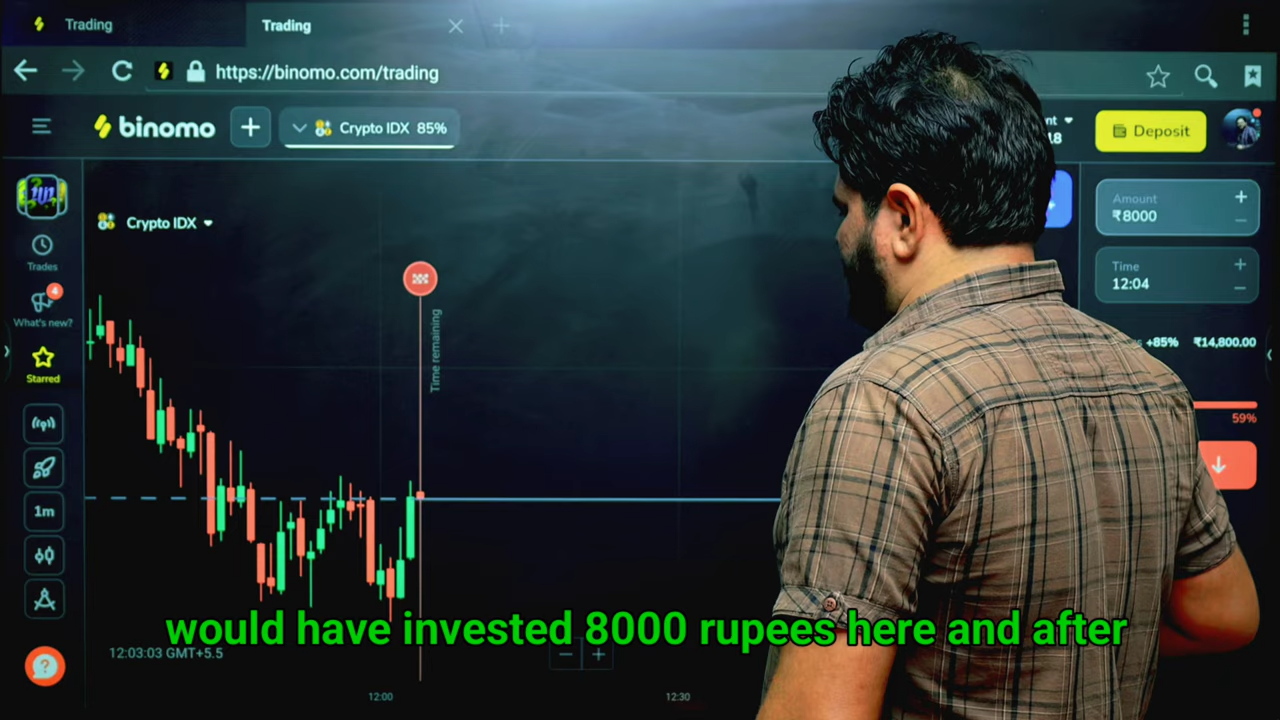 Trading
Trading
https://binomo.com/trading
binomo
Crypto IDX 85%
Deposit
Crypto IDX
Trades
4
What's new?
Starred
1m
Time remaining
Amount
₹8000
Time
12:04
+85% ₹14,800.00
59%
would have invested 8000 rupees here and after
12:03:03 GMT+5.5
12:00
12:30